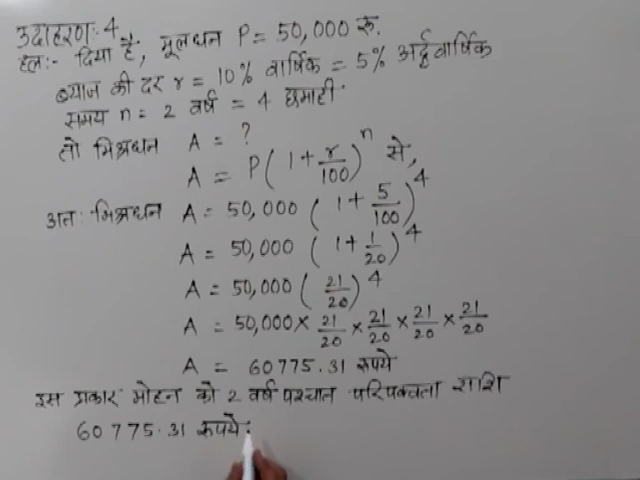 उदाहरण:- 4
हल:- दिया है, मूलधन P = 50,000 रु.
ब्याज की दर r = 10% वार्षिक = 5% अर्द्धवार्षिक
समय n = 2 वर्ष = 4 छमाही
तो मिश्रधन A = ?
A = P(1 + r/100)^n से,
अतः मिश्रधन A = 50,000 (1 + 5/100)^4
A = 50,000 (1 + 1/20)^4
A = 50,000 (21/20)^4
A = 50,000 × 21/20 × 21/20 × 21/20 × 21/20
A = 60775.31 रुपये
इस प्रकार मोहन को 2 वर्ष पश्चात परिपक्वता राशि
60775.31 रुपये